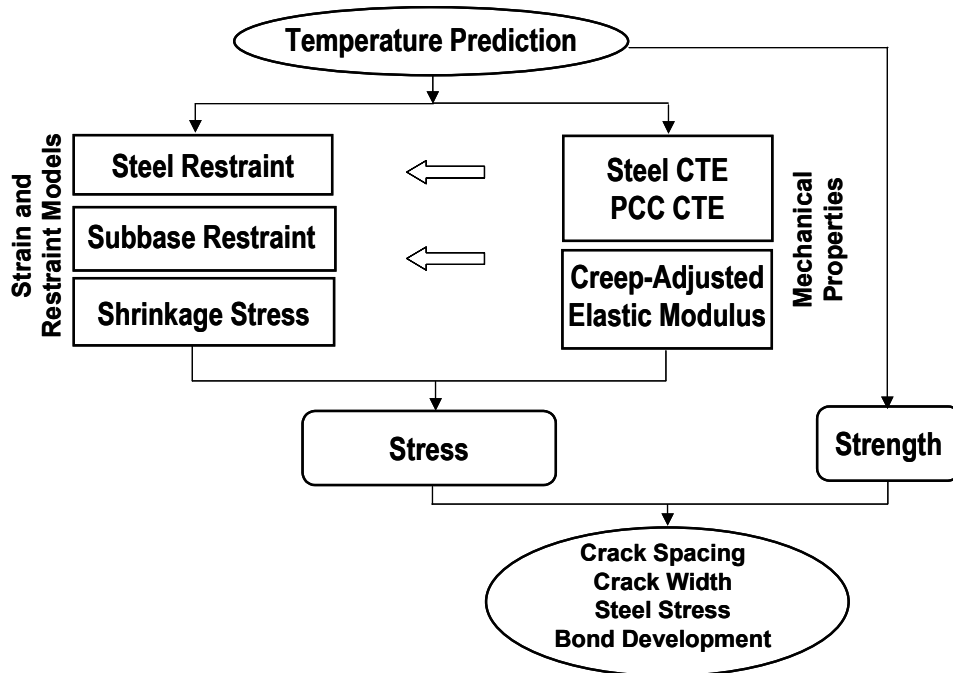 Temperature Prediction
Strain and
Restraint Models
Steel Restraint
Subbase Restraint
Shrinkage Stress
Steel CTE
PCC CTE
Creep-Adjusted
Elastic Modulus
Mechanical
Properties
Stress
Strength
Crack Spacing
Crack Width
Steel Stress
Bond Development